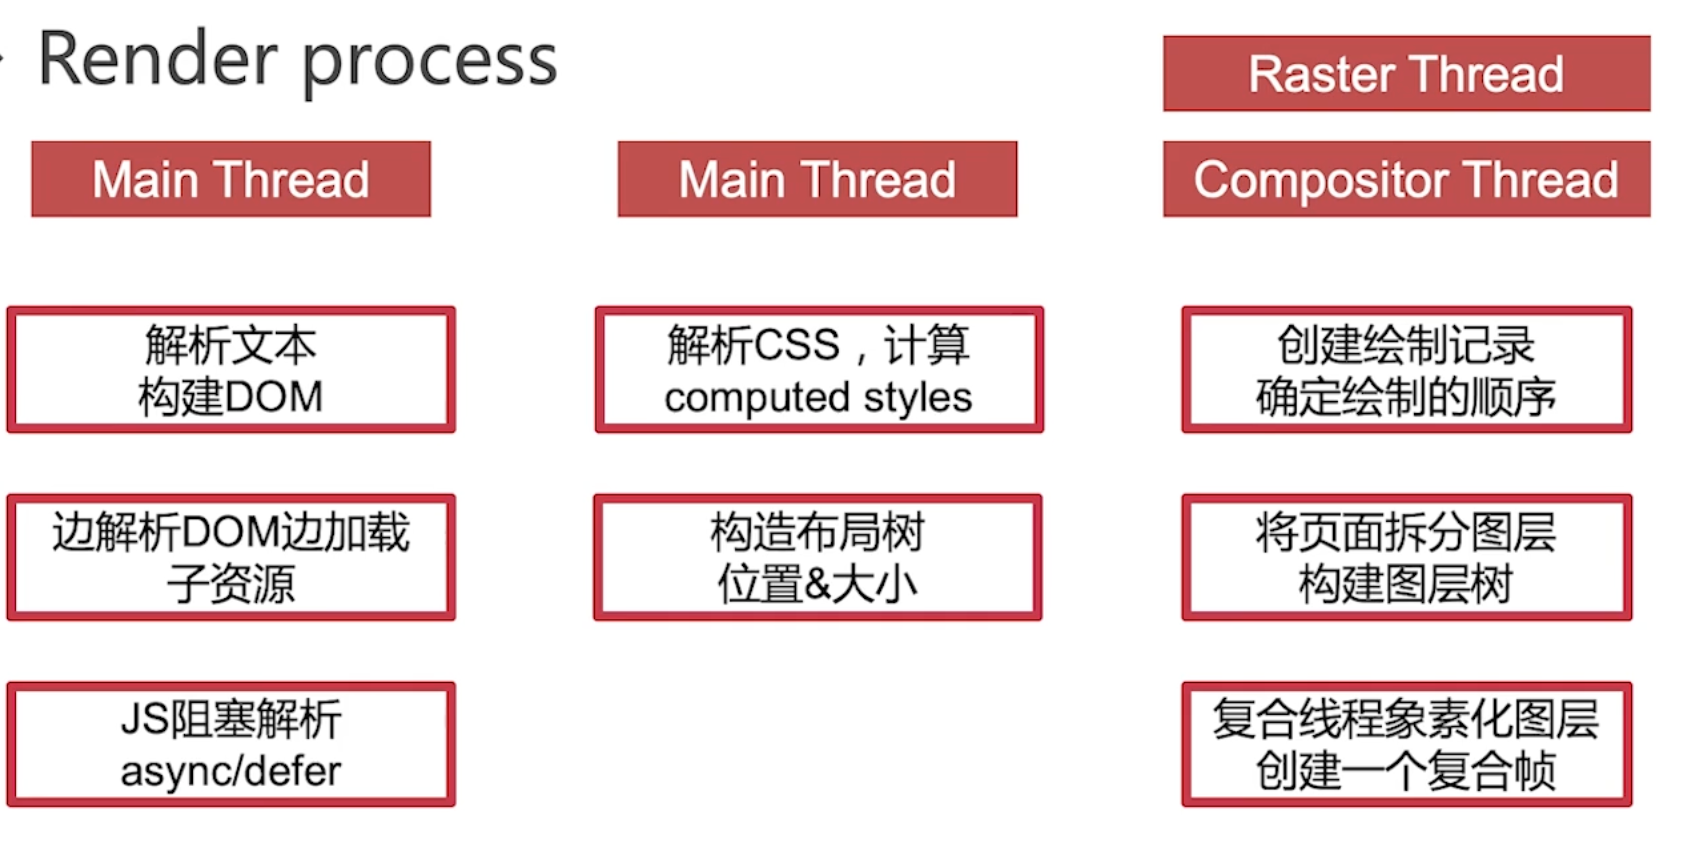 Render process
Raster Thread
Main Thread
Main Thread
Compositor Thread
解析文本
构建DOM
解析CSS，计算
computed styles
创建绘制记录
确定绘制的顺序
边解析DOM边加载
子资源
构造布局树
位置&大小
将页面拆分图层
构建图层树
JS阻塞解析
async/defer
复合线程象素化图层
创建一个复合帧